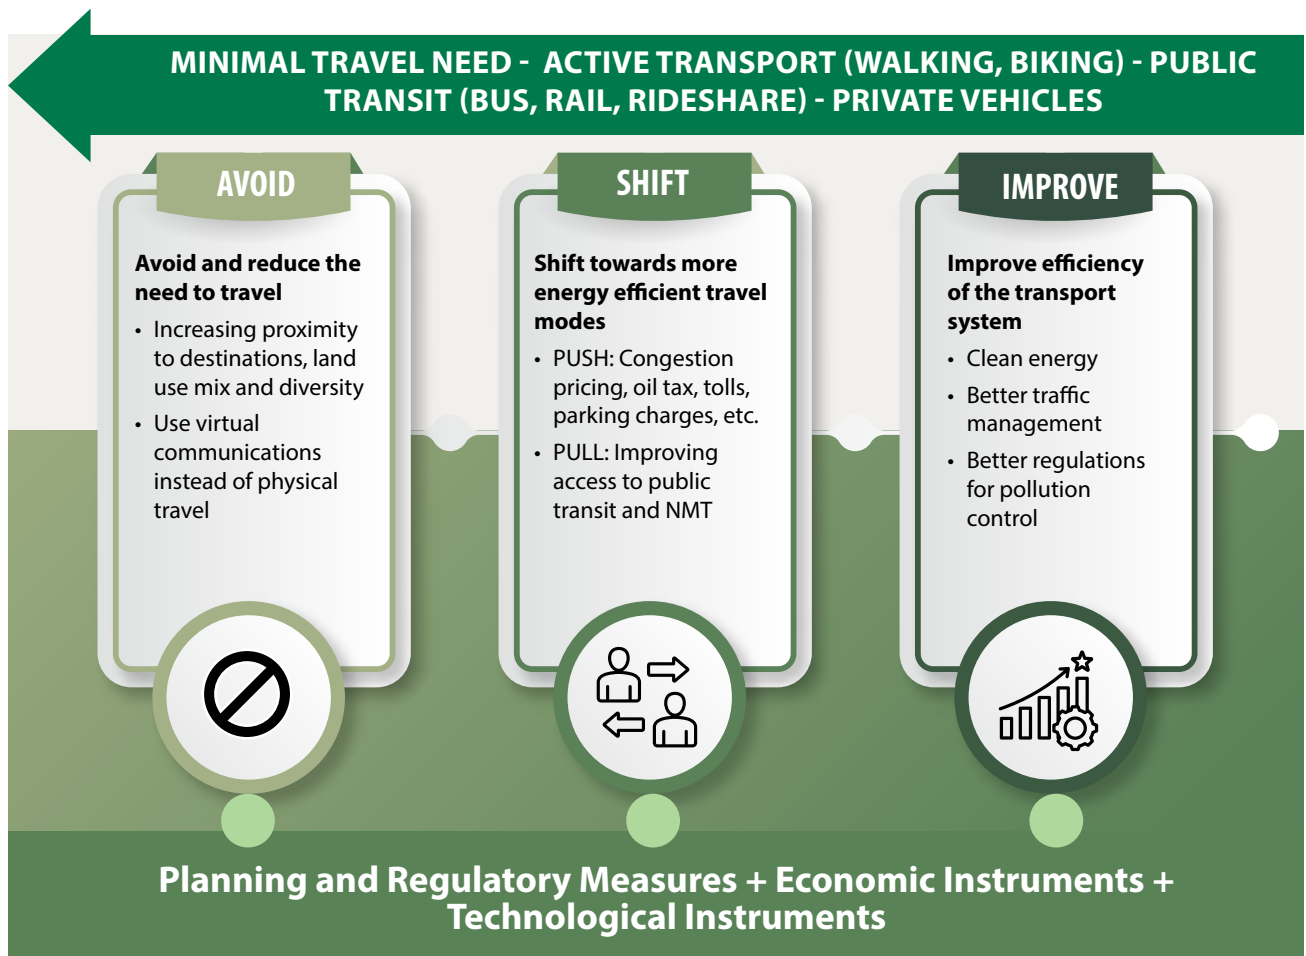 MINIMAL TRAVEL NEED - ACTIVE TRANSPORT (WALKING, BIKING) - PUBLIC
TRANSIT (BUS, RAIL, RIDESHARE) - PRIVATE VEHICLES
AVOID
Avoid and reduce the
need to travel
• Increasing proximity
to destinations, land
use mix and diversity
• Use virtual
communications
instead of physical
travel
SHIFT
Shift towards more
energy efficient travel
modes
• PUSH: Congestion
pricing, oil tax, tolls,
parking charges, etc.
• PULL: Improving
access to public
transit and NMT
IMPROVE
Improve efficiency
of the transport
system
• Clean energy
• Better traffic
management
• Better regulations
for pollution
control
Planning and Regulatory Measures + Economic Instruments +
Technological Instruments